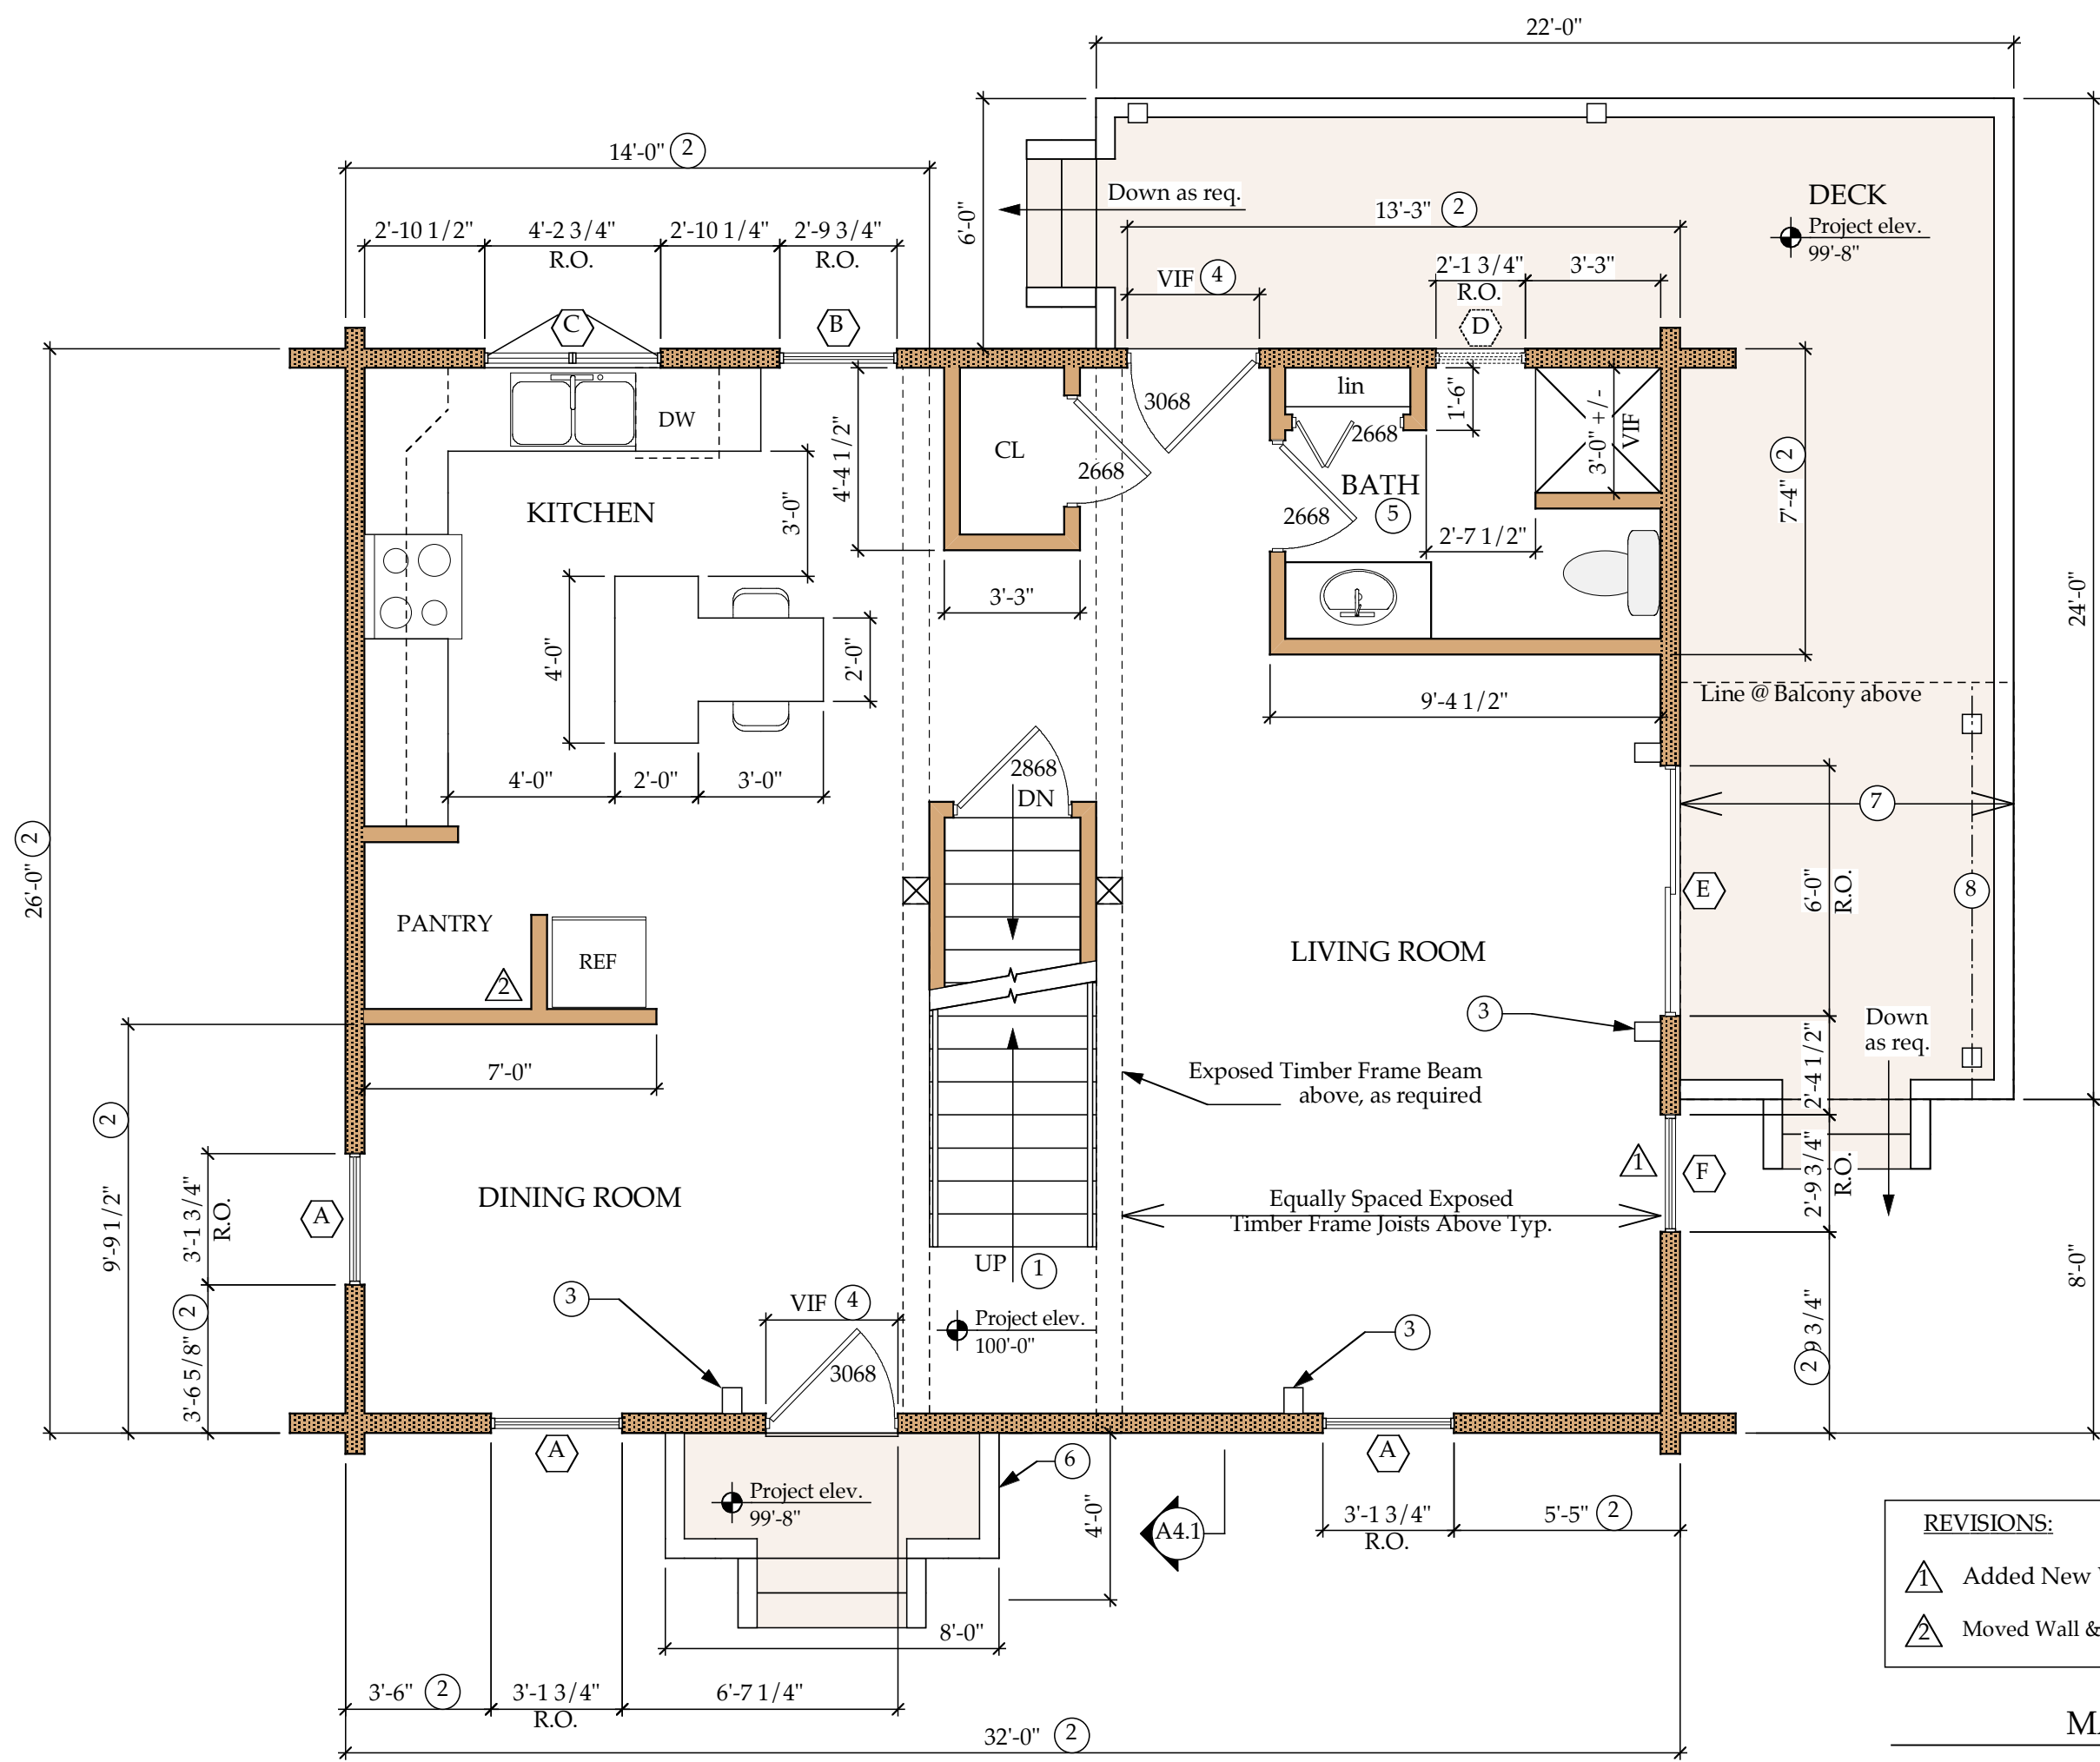 22'-0"
14'-0" 2
Down as req.
DECK
Project elev.
99'-8"
6'-0"
13'-3" 2
2'-10 1/2"
4'-2 3/4"
R.O.
2'-10 1/4"
2'-9 3/4"
R.O.
VIF 4
2'-1 3/4"
R.O.
3'-3"
C
B
D
lin
3068
1'-6"
3'-0" +/-
VIF
DW
CL
2668
2668
4'-4 1/2"
KITCHEN
3'-0"
BATH
5
2668
2'-7 1/2"
7'-4" 2
24'-0"
3'-3"
4'-0"
2'-0"
Line @ Balcony above
9'-4 1/2"
4'-0"
2'-0"
3'-0"
2868
DN
7
26'-0" 2
6'-0"
R.O.
E
8
PANTRY
REF
2
LIVING ROOM
3
Down
as req.
7'-0"
Exposed Timber Frame Beam
above, as required
2'-4 1/2"
9'-9 1/2" 2
3'-1 3/4"
R.O.
A
DINING ROOM
Equally Spaced Exposed
Timber Frame Joists Above Typ.
1
F
2'-9 3/4"
R.O.
UP 1
8'-0"
3
VIF 4
Project elev.
100'-0"
3
3'-6 5/8" 2
3068
2
9 3/4"
A
Project elev.
99'-8"
6
4'-0"
A4.1
A
3'-1 3/4"
R.O.
5'-5" 2
REVISIONS:
1 Added New
2 Moved Wall &
8'-0"
3'-6" 2
3'-1 3/4"
R.O.
6'-7 1/4"
32'-0" 2